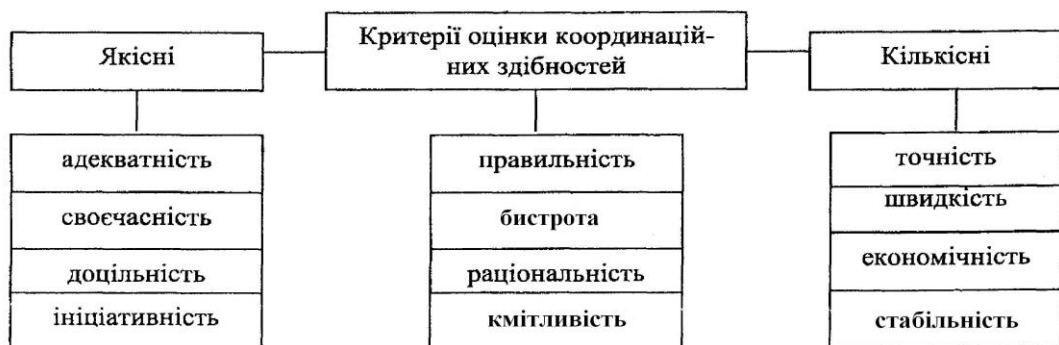 Якісні
Критерії оцінки координацій-
них здібностей
Кількісні
адекватність
своєчасність
доцільність
ініціативність
правильність
бистрота
раціональність
кмітливість
точність
швидкість
економічність
стабільність